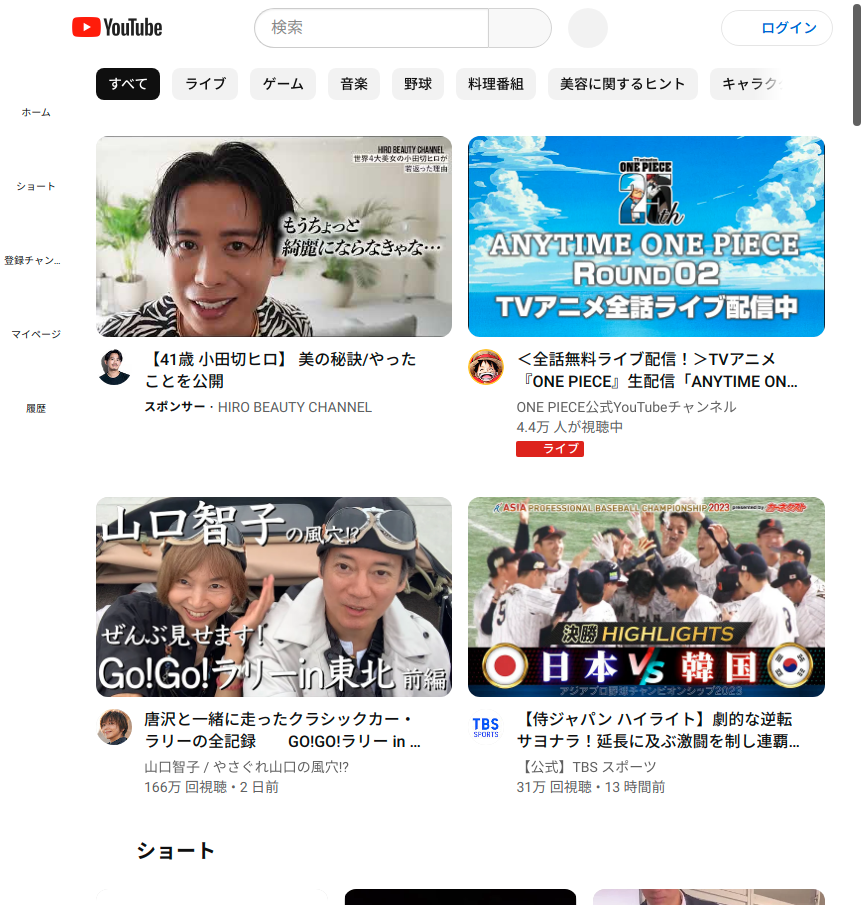 YouTube
検索
ログイン
すべて
ライブ
ゲーム
音楽
野球
料理番組
美容に関するヒント
キャラク
ホーム
ショート
登録チャン...
マイページ
履歴
HIRO BEAUTY CHANNEL
世界4大美女の小田切ヒロが
若返った理由
もうちょっと
綺麗にならなきゃな…
【41歳 小田切ヒロ】 美の秘訣/やった
ことを公開
スポンサー・HIRO BEAUTY CHANNEL
ONE PIECE
25th
ANYTIME ONE PIECE
ROUND 02
TVアニメ全話ライブ配信中
＜全話無料ライブ配信！＞TVアニメ
『ONE PIECE』生配信「ANYTIME ON...
ONE PIECE公式YouTubeチャンネル
4.4万 人が視聴中
ライブ
山口智子の風穴!?
ぜんぶ見せます!
Go!Go!ラリーin東北 前編
唐沢と一緒に走ったクラシックカー・
ラリーの全記録　　GO!GO!ラリー in ...
山口智子 / やさぐれ山口の風穴!?
166万 回視聴・2 日前
ASIA PROFESSIONAL BASEBALL CHAMPIONSHIP 2023 presented by カーネクスト
決勝 HIGHLIGHTS
日本 VS 韓国
アジアプロ野球チャンピオンシップ2023
TBS
SPORTS
【侍ジャパン ハイライト】劇的な逆転
サヨナラ！延長に及ぶ激闘を制し連覇...
【公式】TBS スポーツ
31万 回視聴・13 時間前
ショート